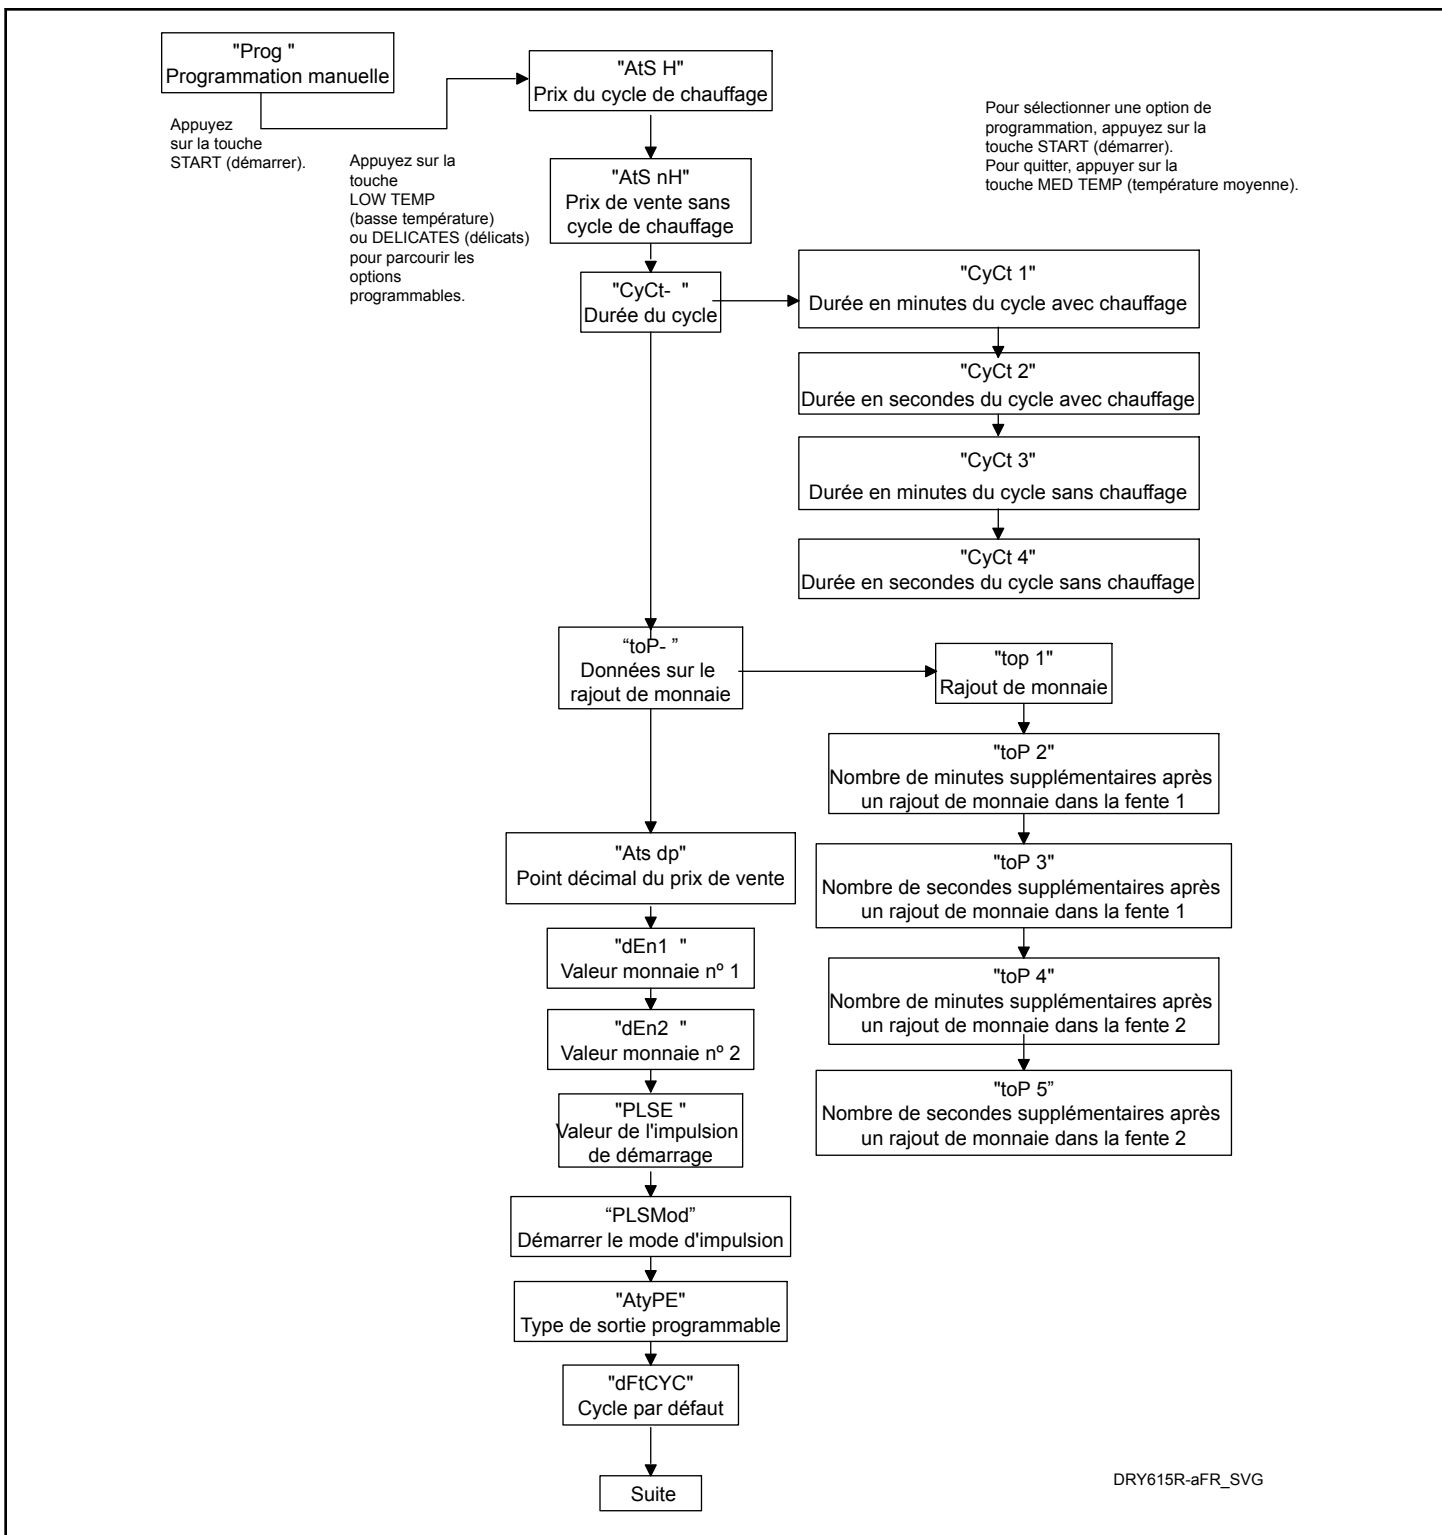 "Prog "
Programmation manuelle
Appuyez
sur la touche
START (démarrer).
Appuyez sur la
touche
LOW TEMP
(basse température)
ou DELICATES (délicats)
pour parcourir les
options
programmables.
"AtS H"
Prix du cycle de chauffage
Pour sélectionner une option de
programmation, appuyez sur la
touche START (démarrer).
Pour quitter, appuyer sur la
touche MED TEMP (température moyenne).
"AtS nH"
Prix de vente sans
cycle de chauffage
"CyCt- "
Durée du cycle
"CyCt 1"
Durée en minutes du cycle avec chauffage
"CyCt 2"
Durée en secondes du cycle avec chauffage
"CyCt 3"
Durée en minutes du cycle sans chauffage
"CyCt 4"
Durée en secondes du cycle sans chauffage
“toP- ”
Données sur le
rajout de monnaie
"top 1"
Rajout de monnaie
"toP 2"
Nombre de minutes supplémentaires après
un rajout de monnaie dans la fente 1
"toP 3"
Nombre de secondes supplémentaires après
un rajout de monnaie dans la fente 1
"toP 4"
Nombre de minutes supplémentaires après
un rajout de monnaie dans la fente 2
"toP 5”
Nombre de secondes supplémentaires après
un rajout de monnaie dans la fente 2
"Ats dp"
Point décimal du prix de vente
"dEn1 "
Valeur monnaie nº 1
"dEn2 "
Valeur monnaie nº 2
"PLSE "
Valeur de l'impulsion
de démarrage
“PLSMod”
Démarrer le mode d'impulsion
"AtyPE"
Type de sortie programmable
"dFtCYC"
Cycle par défaut
Suite
DRY615R-aFR_SVG